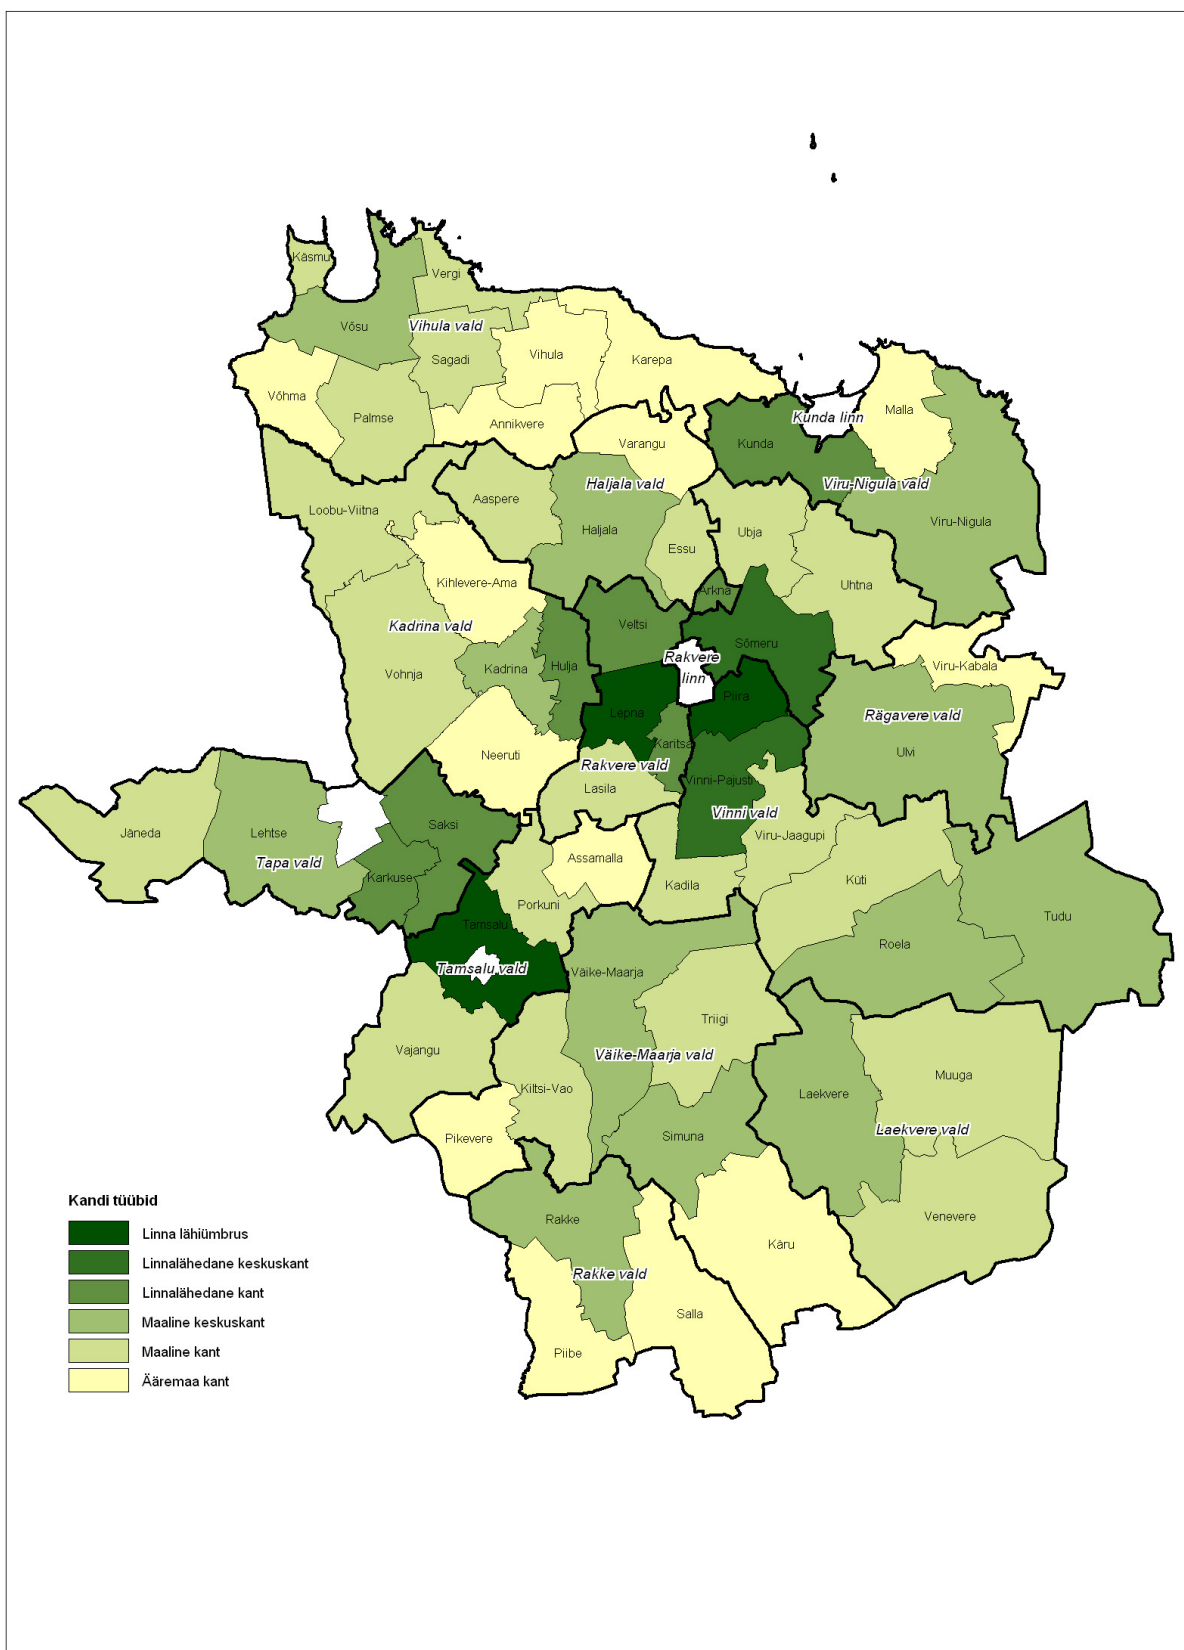 Käsmu
Vergi
Võsu
Vihula vald
Sagadi
Vihula
Karepa
Võhma
Palmse
Annikvere
Malla
Kunda linn
Kunda
Varangu
Haljala vald
Viru-Nigula vald
Aaspere
Loobu-Viitna
Haljala
Essu
Ubja
Viru-Nigula
Uhtna
Kihlevere-Ama
Arkna
Kadrina vald
Veltsi
Sõmeru
Rakvere
linn
Kadrina
Hulja
Vohnja
Viru-Kabala
Piira
Lepna
Rägavere vald
Karitsa
Ulvi
Neeruti
Rakvere vald
Vinni-Pajusti
Lasila
Vinni vald
Saksi
Jäneda
Lehtse
Viru-Jaagupi
Tapa vald
Assamalla
Karkuse
Kadila
Küti
Porkuni
Tudu
Tamsalu
Roela
Tamsalu vald
Väike-Maarja
Triigi
Vajangu
Väike-Maarja vald
Kiltsi-Vao
Laekvere
Muuga
Laekvere vald
Pikevere
Simuna
Venevere
Rakke
Käru
Rakke vald
Salla
Piibe
Kandi tüübid
Linna lähiümbrus
Linnalähedane keskuskant
Linnalähedane kant
Maaline keskuskant
Maaline kant
Ääremaa kant